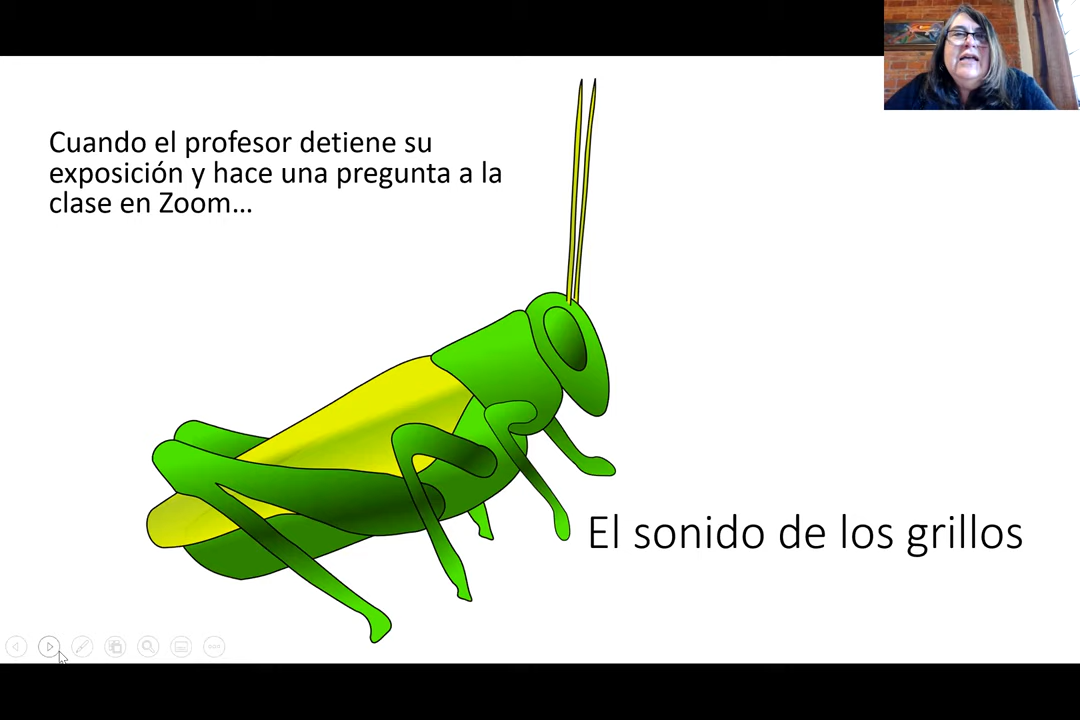 Cuando el profesor detiene su
exposición y hace una pregunta a la
clase en Zoom...
El sonido de los grillos